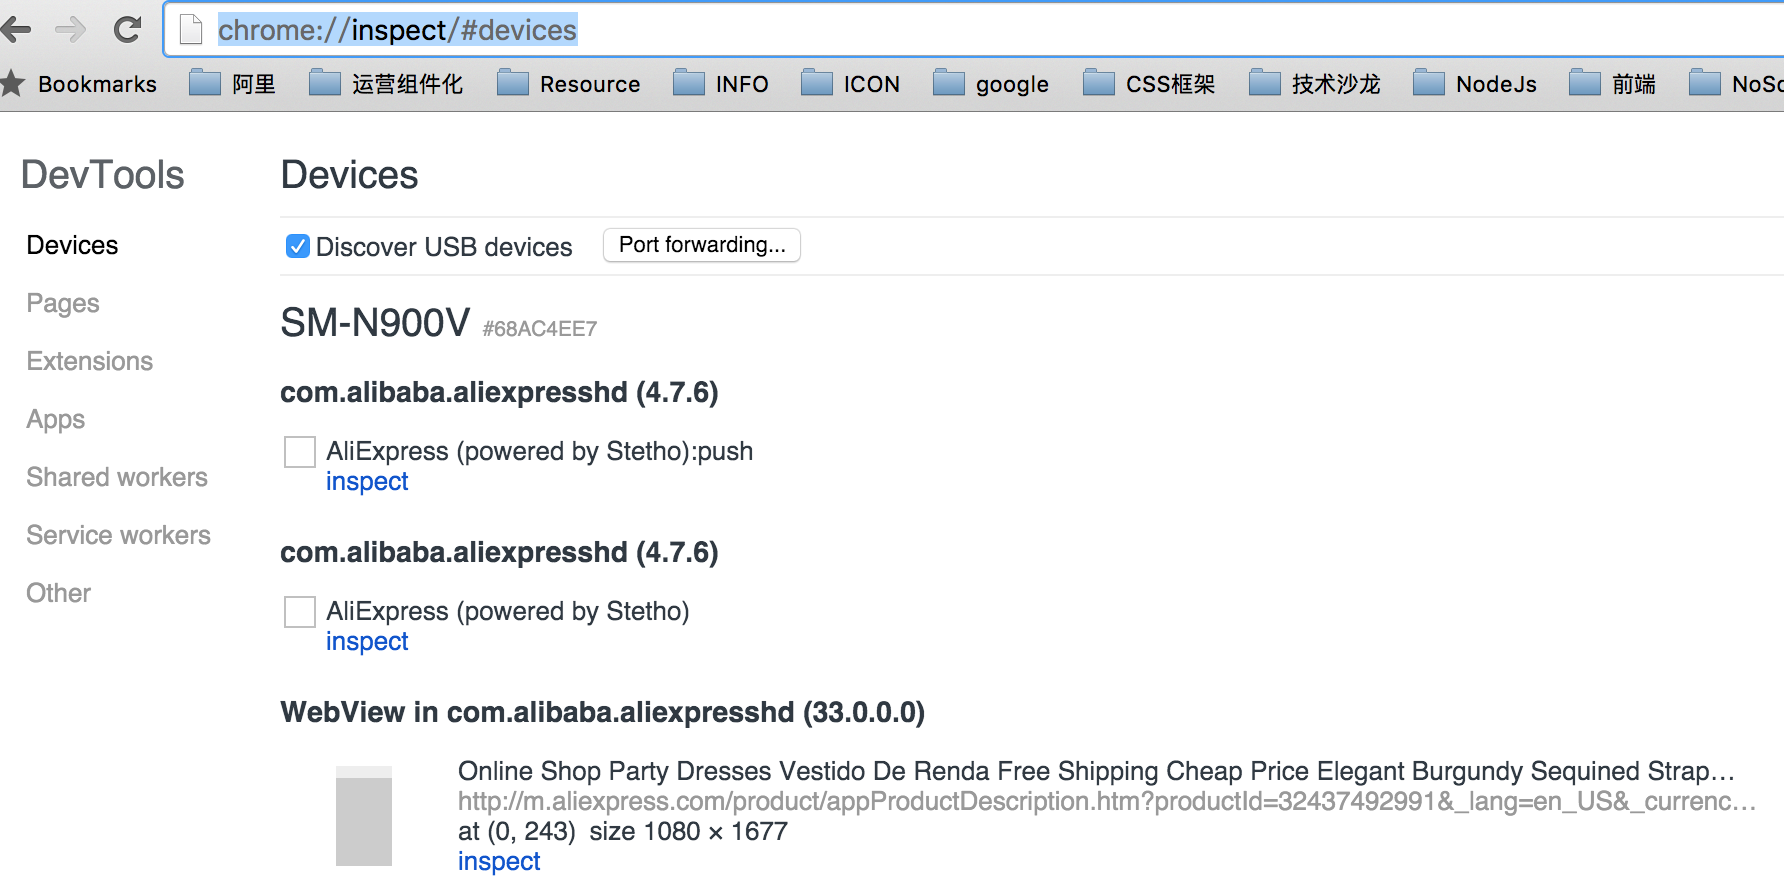 chrome://inspect/#devices
Bookmarks 阿里 运营组件化 Resource INFO ICON google CSS框架 技术沙龙 NodeJs 前端
DevTools
Devices
Pages
Extensions
Apps
Shared workers
Service workers
Other
Devices
Discover USB devices Port forwarding...
SM-N900V #68AC4EE7
com.alibaba.aliexpresshd (4.7.6)
AliExpress (powered by Stetho):push
inspect
com.alibaba.aliexpresshd (4.7.6)
AliExpress (powered by Stetho)
inspect
WebView in com.alibaba.aliexpresshd (33.0.0.0)
Online Shop Party Dresses Vestido De Renda Free Shipping Cheap Price Elegant Burgundy Sequined Strap…
http://m.aliexpress.com/product/appProductDescription.htm?productId=32437492991&_lang=en_US&_currenc…
at (0, 243) size 1080 × 1677
inspect